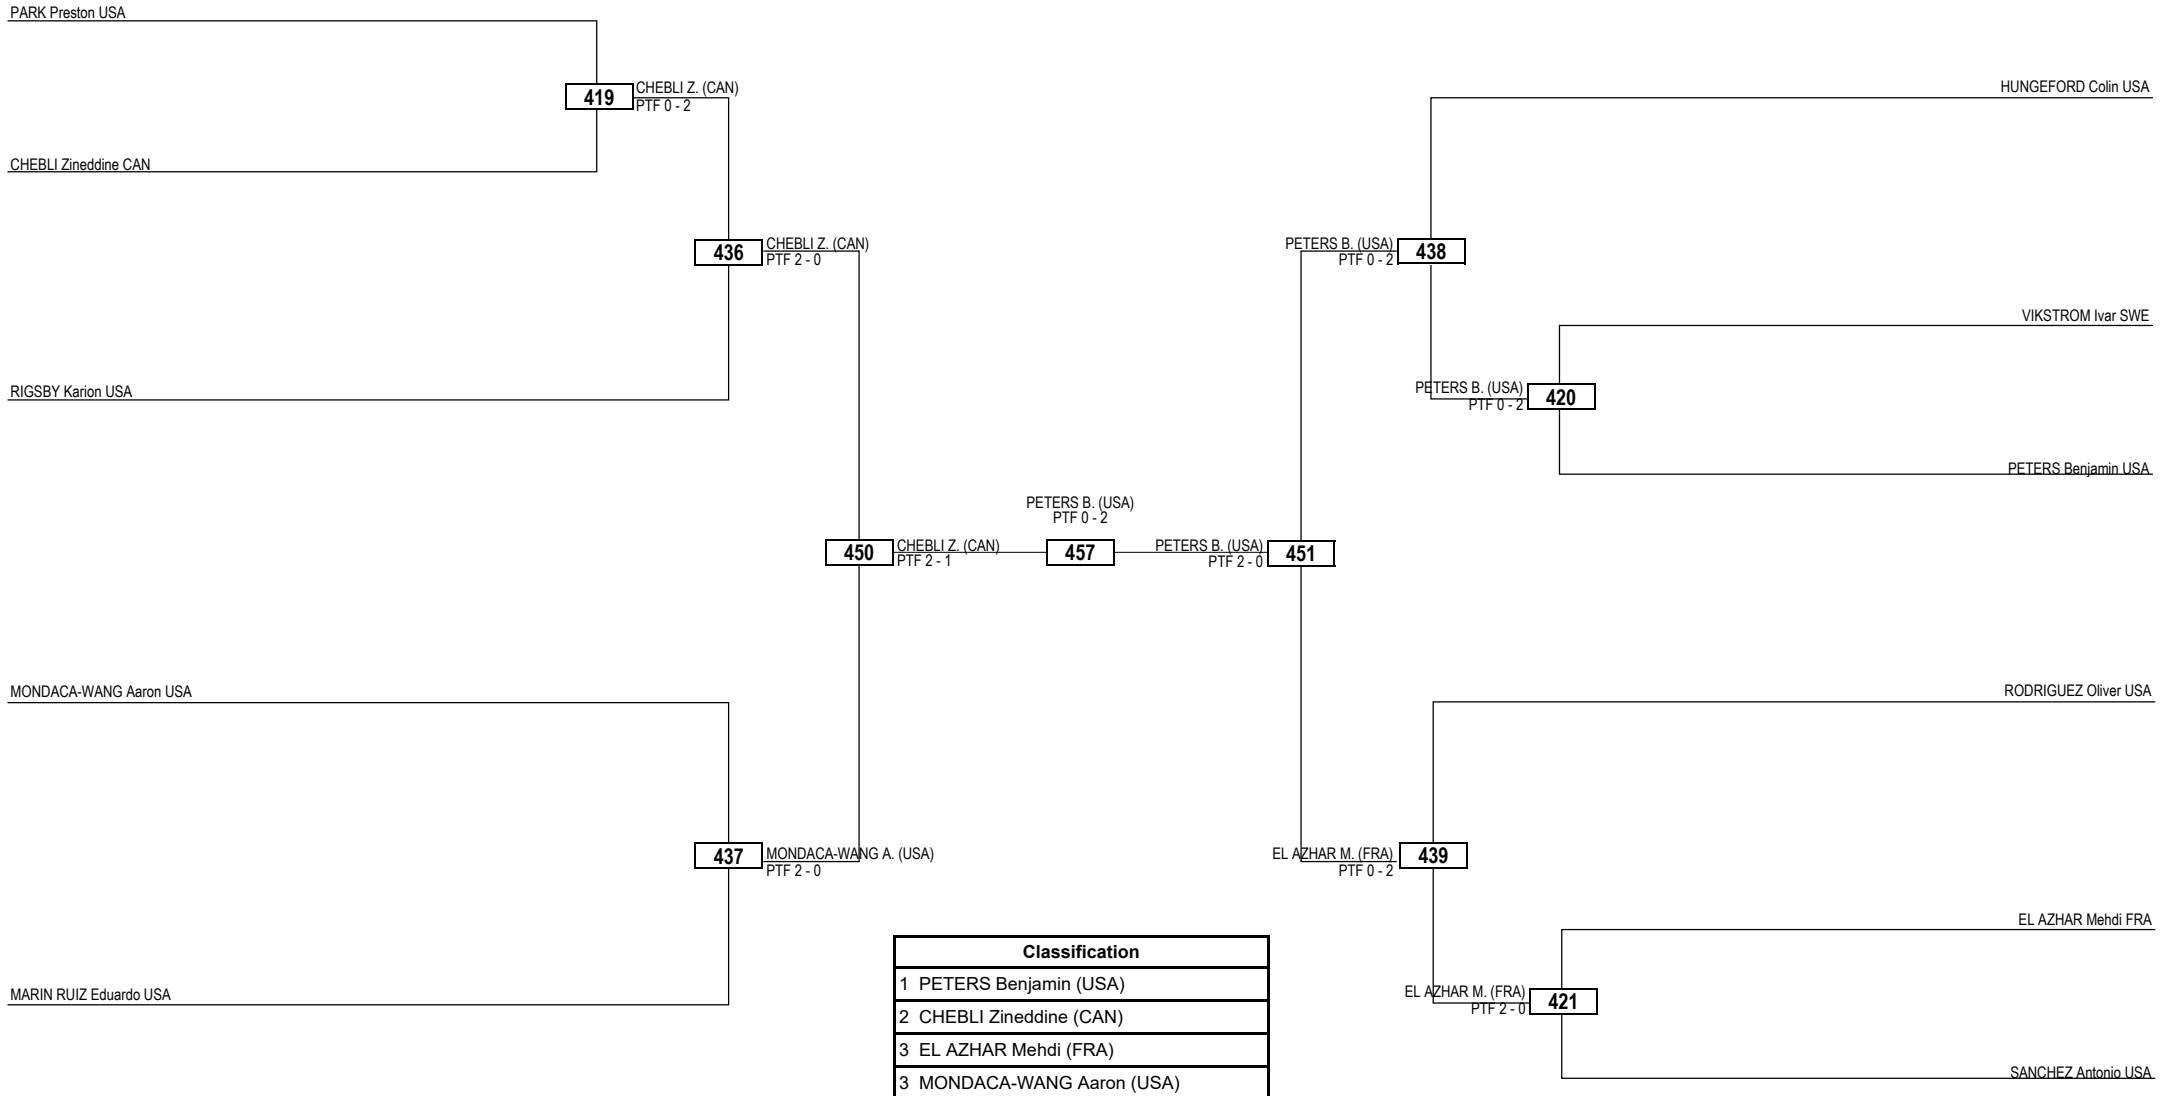 PARK Preston USA
419
CHEBLI Z. (CAN)
PTF 0 - 2
CHEBLI Zineddine CAN
436
CHEBLI Z. (CAN)
PTF 2 - 0
RIGSBY Karion USA
450
CHEBLI Z. (CAN)
PTF 2 - 1
MONDACA-WANG Aaron USA
437
MONDACA-WANG A. (USA)
PTF 2 - 0
MARIN RUIZ Eduardo USA
PETERS B. (USA)
PTF 0 - 2
457
HUNGEFORD Colin USA
PETERS B. (USA)
PTF 0 - 2
438
VIKSTROM Ivar SWE
PETERS B. (USA)
PTF 0 - 2
420
PETERS Benjamin USA
PETERS B. (USA)
PTF 2 - 0
451
RODRIGUEZ Oliver USA
EL AZHAR M. (FRA)
PTF 0 - 2
439
EL AZHAR Mehdi FRA
EL AZHAR M. (FRA)
PTF 2 - 0
421
SANCHEZ Antonio USA
Classification
1 PETERS Benjamin (USA)
2 CHEBLI Zineddine (CAN)
3 EL AZHAR Mehdi (FRA)
3 MONDACA-WANG Aaron (USA)